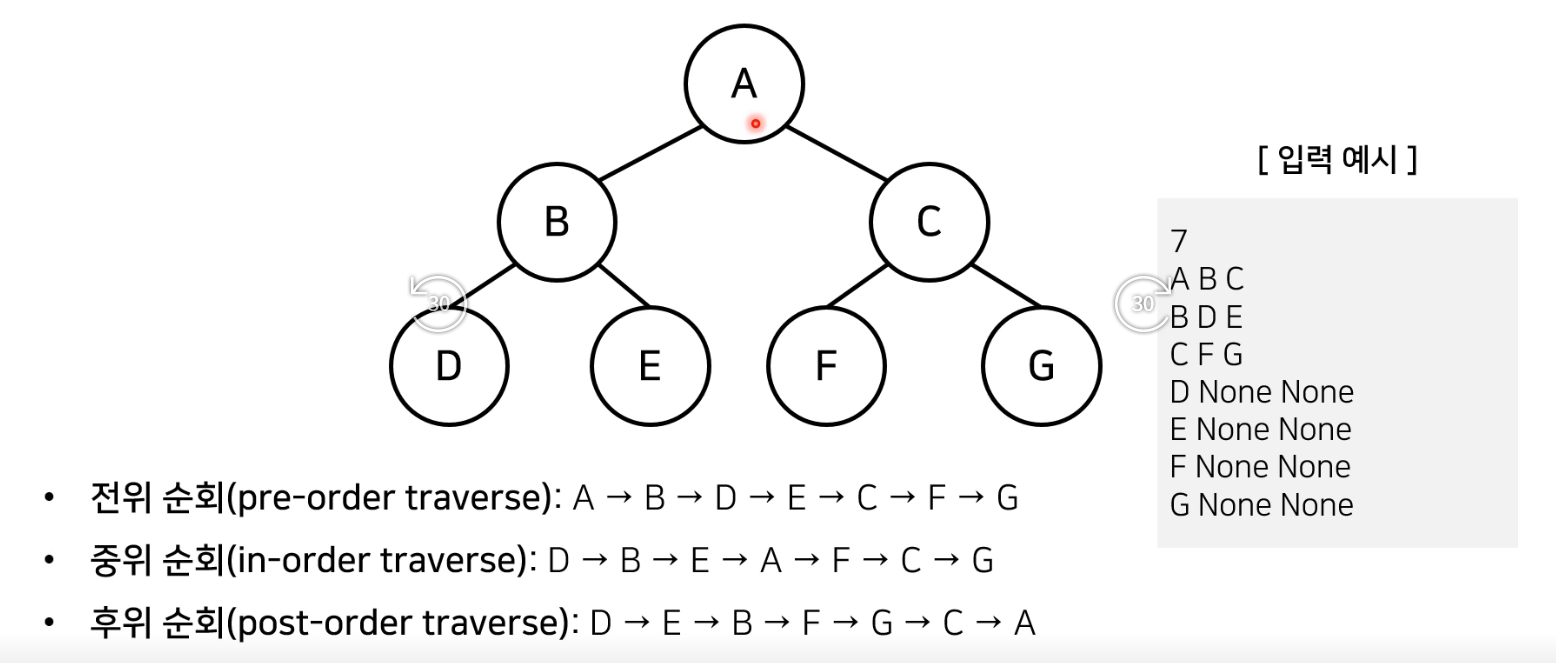 A
B
C
D
E
F
G
30
30
[ 입력 예시 ]
7
A B C
B D E
C F G
D None None
E None None
F None None
G None None
• 전위 순회(pre-order traverse): A → B → D → E → C → F → G
• 중위 순회(in-order traverse): D → B → E → A → F → C → G
• 후위 순회(post-order traverse): D → E → B → F → G → C → A